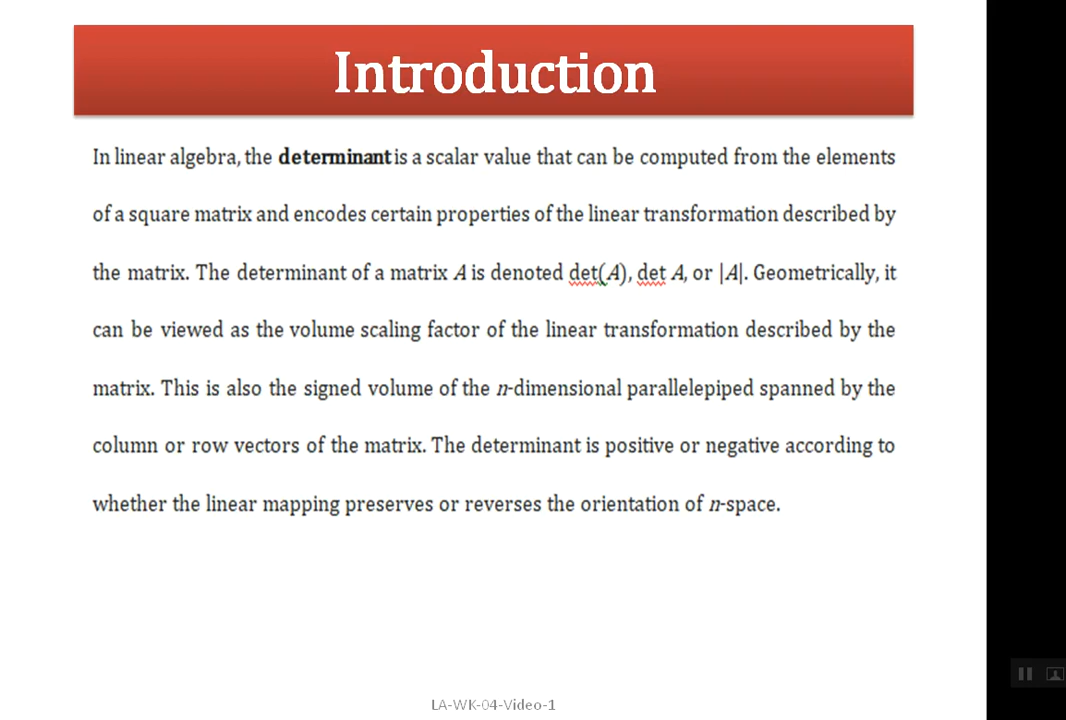 Introduction
In linear algebra, the determinant is a scalar value that can be computed from the elements
of a square matrix and encodes certain properties of the linear transformation described by
the matrix. The determinant of a matrix A is denoted det(A), det A, or |A|. Geometrically, it
can be viewed as the volume scaling factor of the linear transformation described by the
matrix. This is also the signed volume of the n-dimensional parallelepiped spanned by the
column or row vectors of the matrix. The determinant is positive or negative according to
whether the linear mapping preserves or reverses the orientation of n-space.
LA-WK-04-Video-1